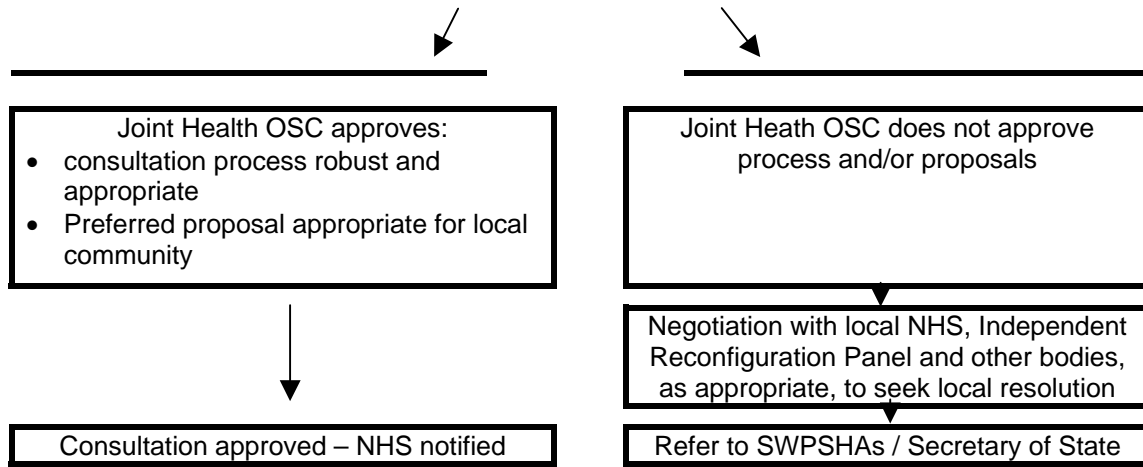 Joint Health OSC approves:
• consultation process robust and
appropriate
• Preferred proposal appropriate for local
community
Joint Heath OSC does not approve
process and/or proposals
Negotiation with local NHS, Independent
Reconfiguration Panel and other bodies,
as appropriate, to seek local resolution
Consultation approved – NHS notified
Refer to SWPSHAs / Secretary of State